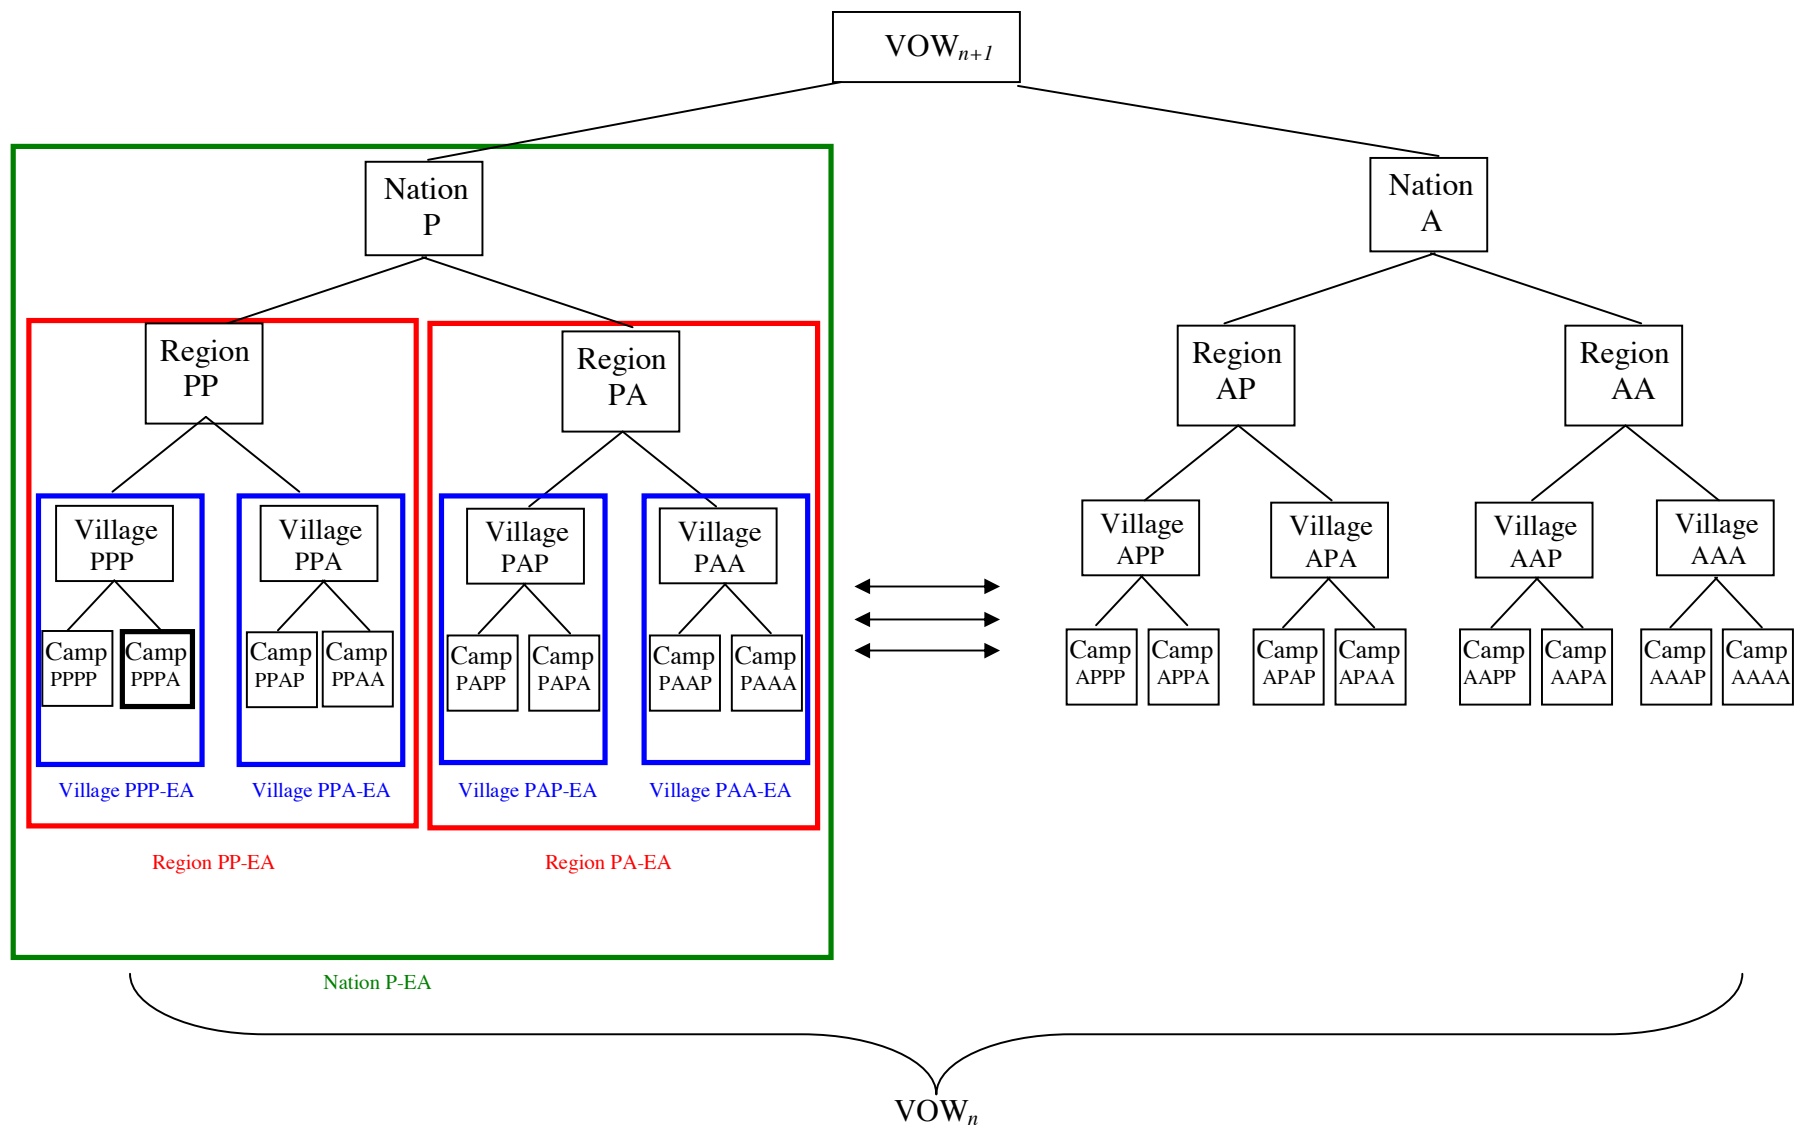 VOWn+1
Nation
P
Nation
A
Region
PP
Region
PA
Region
AP
Region
AA
Village
PPP
Village
PPA
Village
PAP
Village
PAA
Village
APP
Village
APA
Village
AAP
Village
AAA
Camp
PPPP
Camp
PPPA
Camp
PPAP
Camp
PPAA
Camp
PAPP
Camp
PAPA
Camp
PAAP
Camp
PAAA
Camp
APPP
Camp
APPA
Camp
APAP
Camp
APAA
Camp
AAPP
Camp
AAPA
Camp
AAAP
Camp
AAAA
Village PPP-EA
Village PPA-EA
Village PAP-EA
Village PAA-EA
Region PP-EA
Region PA-EA
Nation P-EA
VOWn